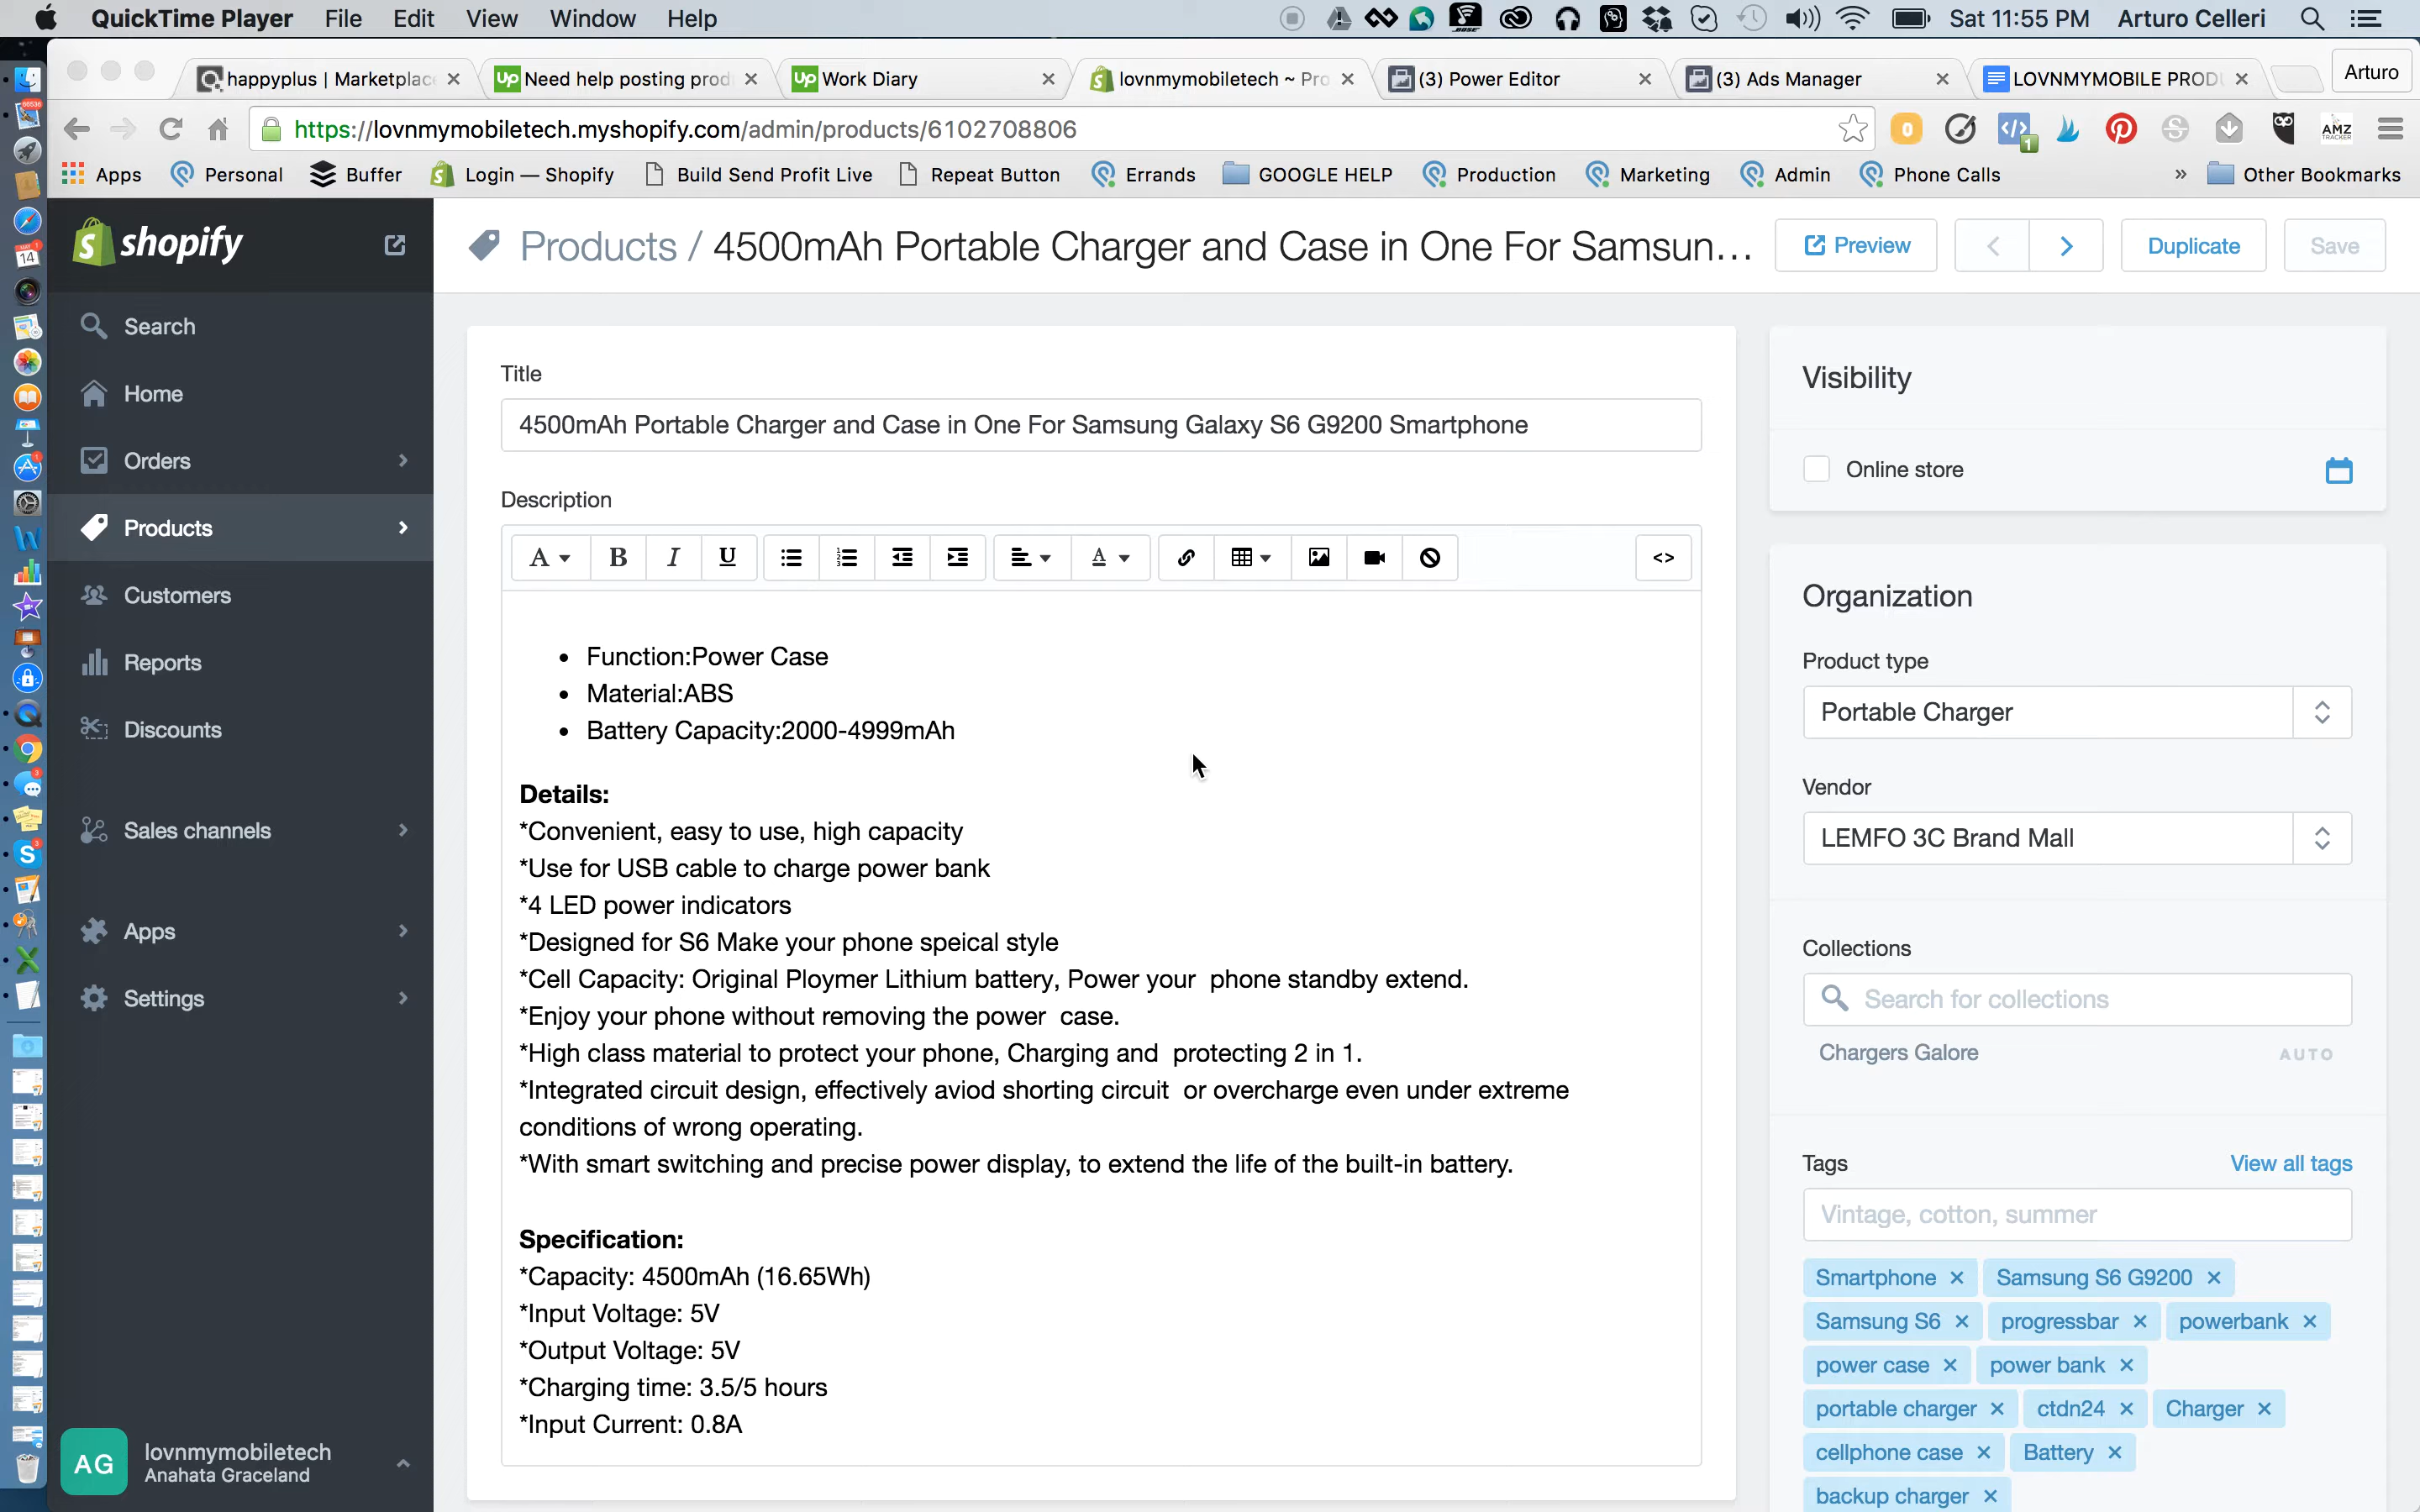 QuickTime Player File Edit View Window Help Sat 11:55 PM Arturo Celleri
happyplus | Marketplac Need help posting prod Work Diary lovnmymobiletech ~ Pro (3) Power Editor (3) Ads Manager LOVNMYMOBILE PRODU Arturo
https://lovnmymobiletech.myshopify.com/admin/products/6102708806
Apps Personal Buffer Login — Shopify Build Send Profit Live Repeat Button Errands GOOGLE HELP Production Marketing Admin Phone Calls » Other Bookmarks
shopify
Products / 4500mAh Portable Charger and Case in One For Samsun... Preview Duplicate Save
Search
Home
Orders
Products
Customers
Reports
Discounts
Sales channels
Apps
Settings
AG
lovnmymobiletech
Anahata Graceland
Title
4500mAh Portable Charger and Case in One For Samsung Galaxy S6 G9200 Smartphone
Description
• Function:Power Case
• Material:ABS
• Battery Capacity:2000-4999mAh
Details:
*Convenient, easy to use, high capacity
*Use for USB cable to charge power bank
*4 LED power indicators
*Designed for S6 Make your phone speical style
*Cell Capacity: Original Ploymer Lithium battery, Power your phone standby extend.
*Enjoy your phone without removing the power case.
*High class material to protect your phone, Charging and protecting 2 in 1.
*Integrated circuit design, effectively aviod shorting circuit or overcharge even under extreme
conditions of wrong operating.
*With smart switching and precise power display, to extend the life of the built-in battery.
Specification:
*Capacity: 4500mAh (16.65Wh)
*Input Voltage: 5V
*Output Voltage: 5V
*Charging time: 3.5/5 hours
*Input Current: 0.8A
Visibility
Online store
Organization
Product type
Portable Charger
Vendor
LEMFO 3C Brand Mall
Collections
Search for collections
Chargers Galore AUTO
Tags View all tags
Vintage, cotton, summer
Smartphone × Samsung S6 G9200 ×
Samsung S6 × progressbar × powerbank ×
power case × power bank ×
portable charger × ctdn24 × Charger ×
cellphone case × Battery ×
backup charger ×